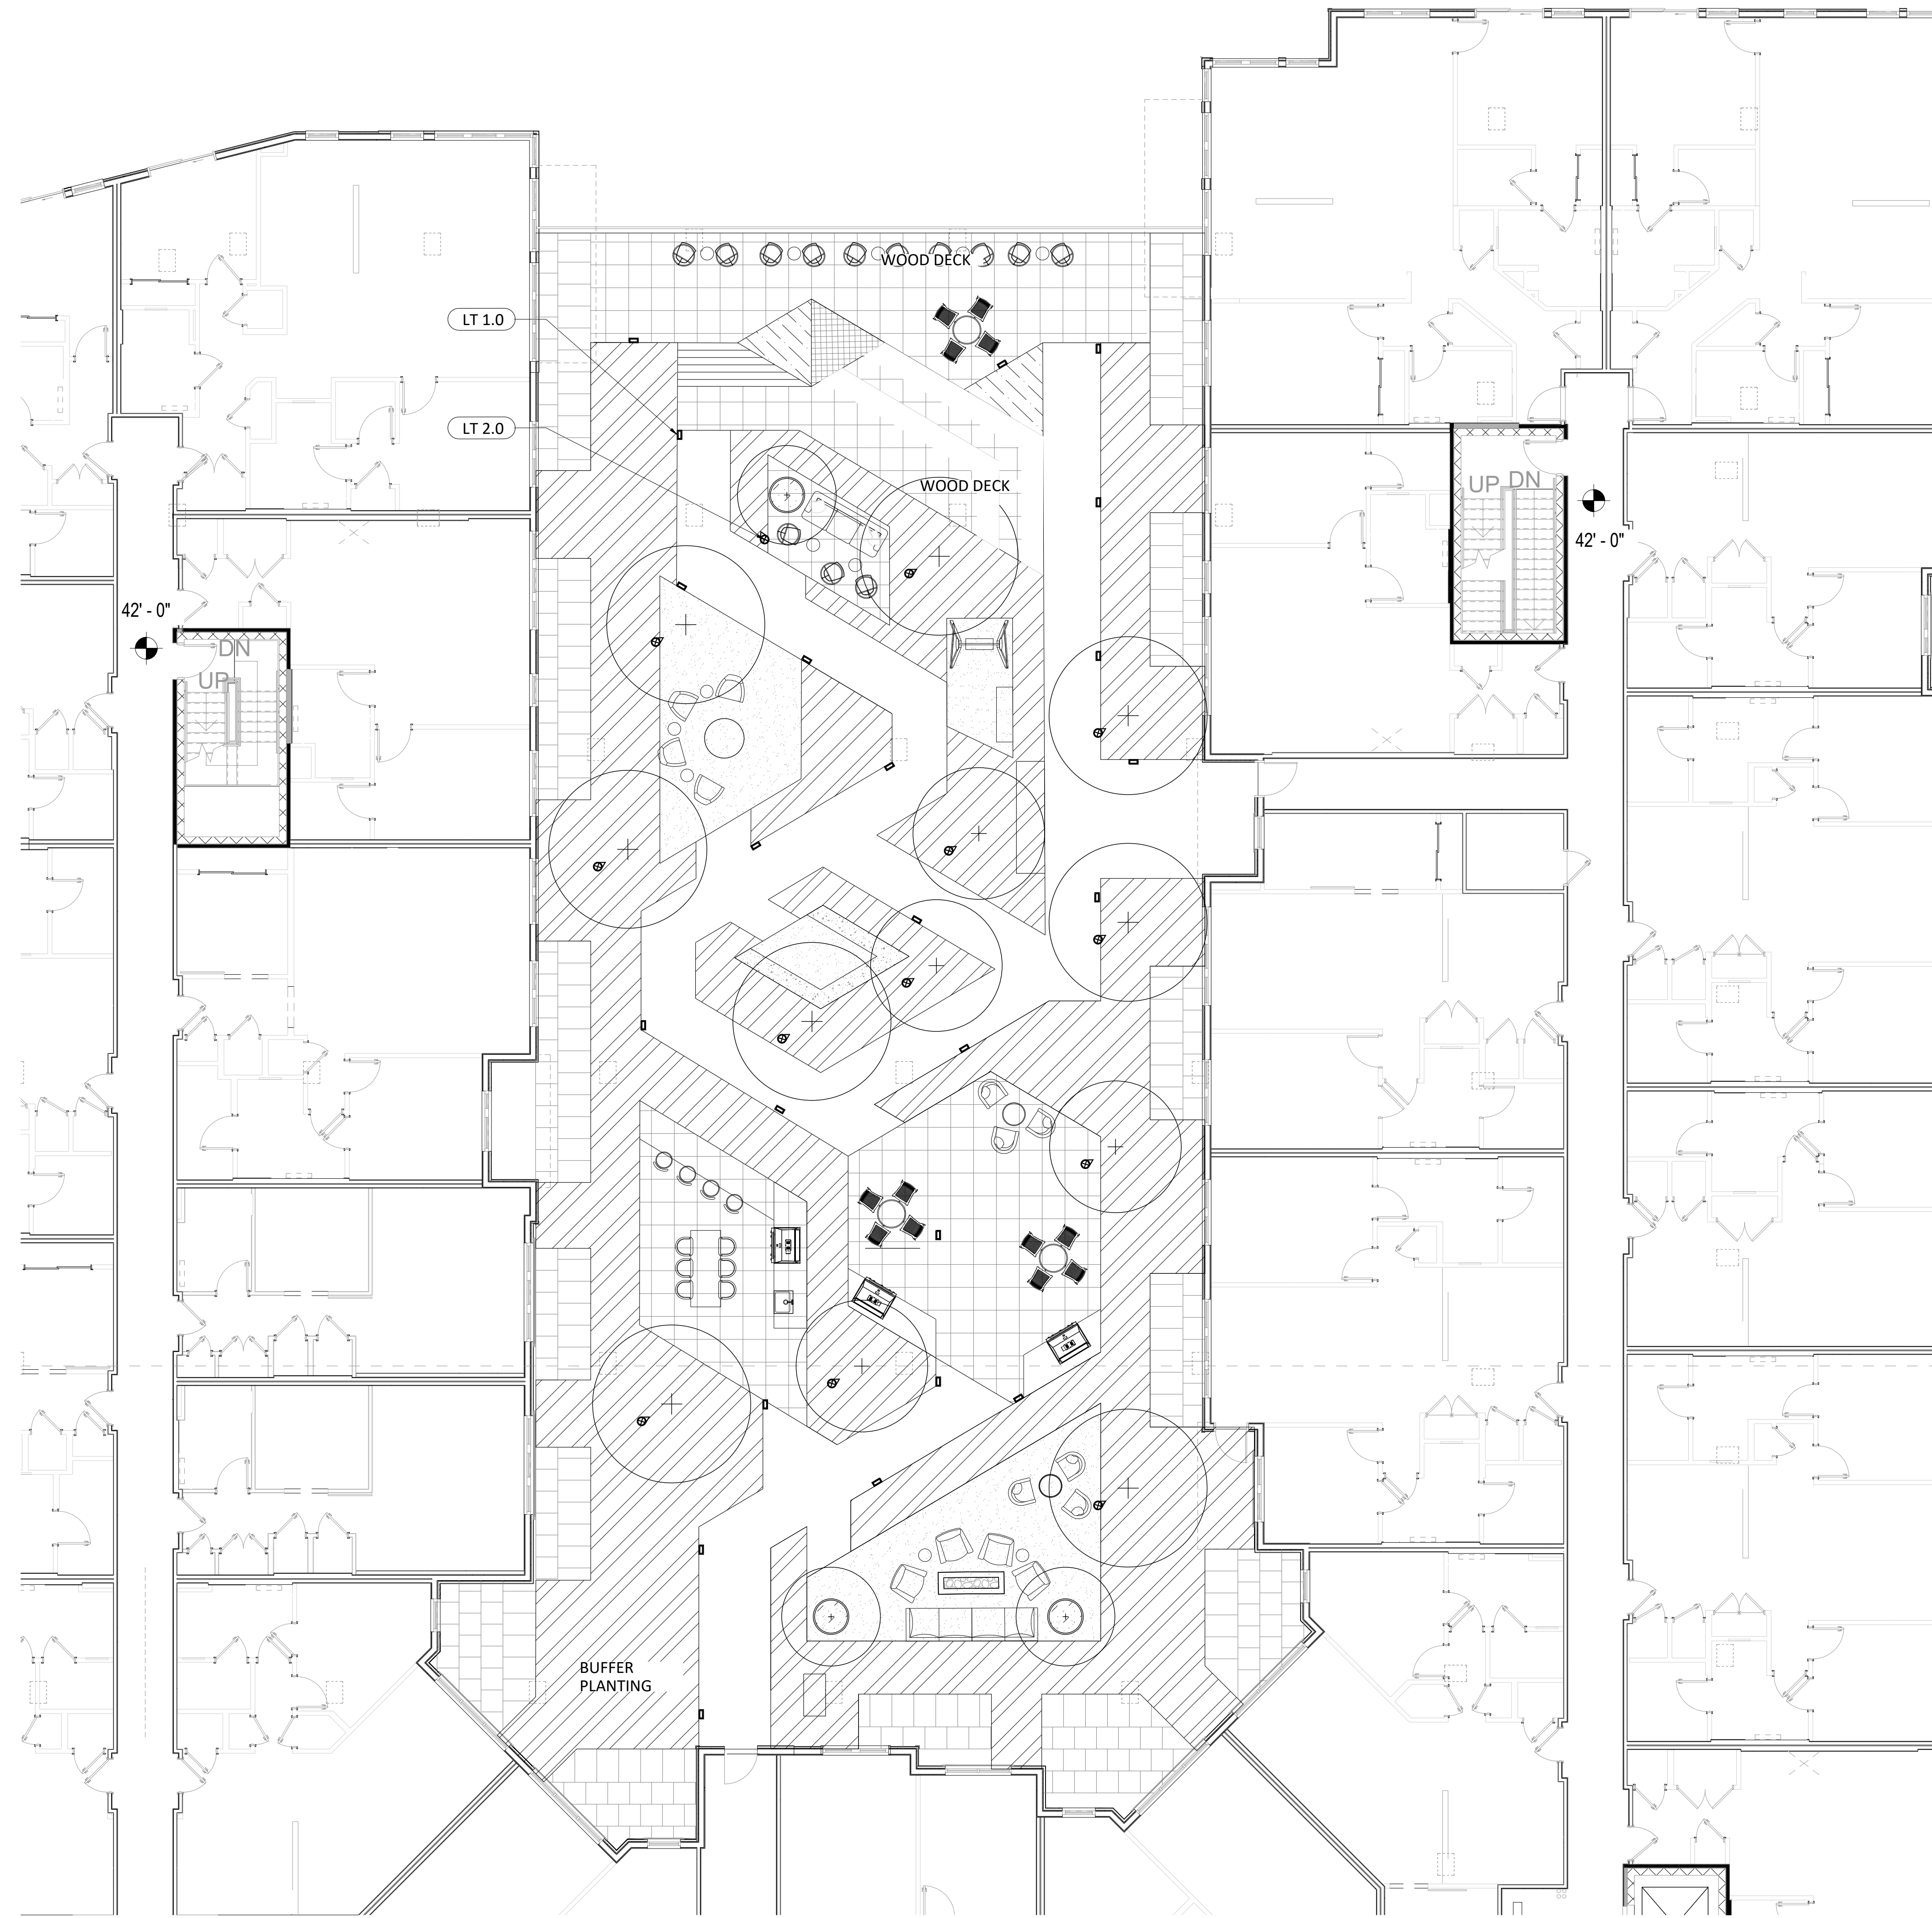 WOOD DECK
LT 1.0
LT 2.0
WOOD DECK
UP
DN
42' - 0"
42' - 0"
DN
UP
BUFFER
PLANTING